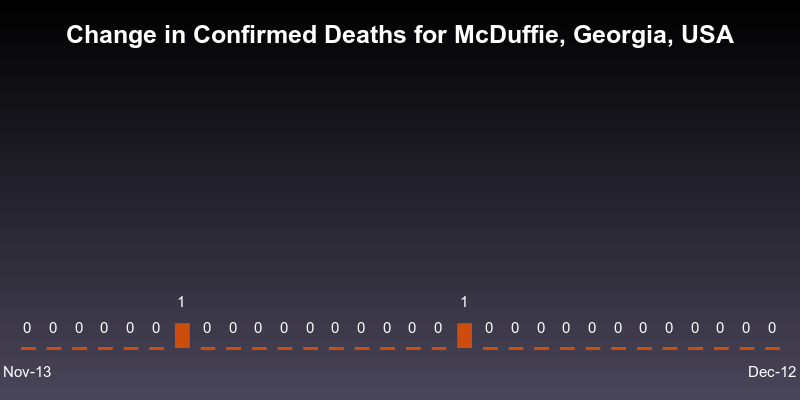 Change in Confirmed Deaths for McDuffie, Georgia, USA
1 1
0 0 0 0 0 0 0 0 0 0 0 0 0 0 0 0 0 0 0 0 0 0 0 0 0 0 0 0
Nov-13 Dec-12